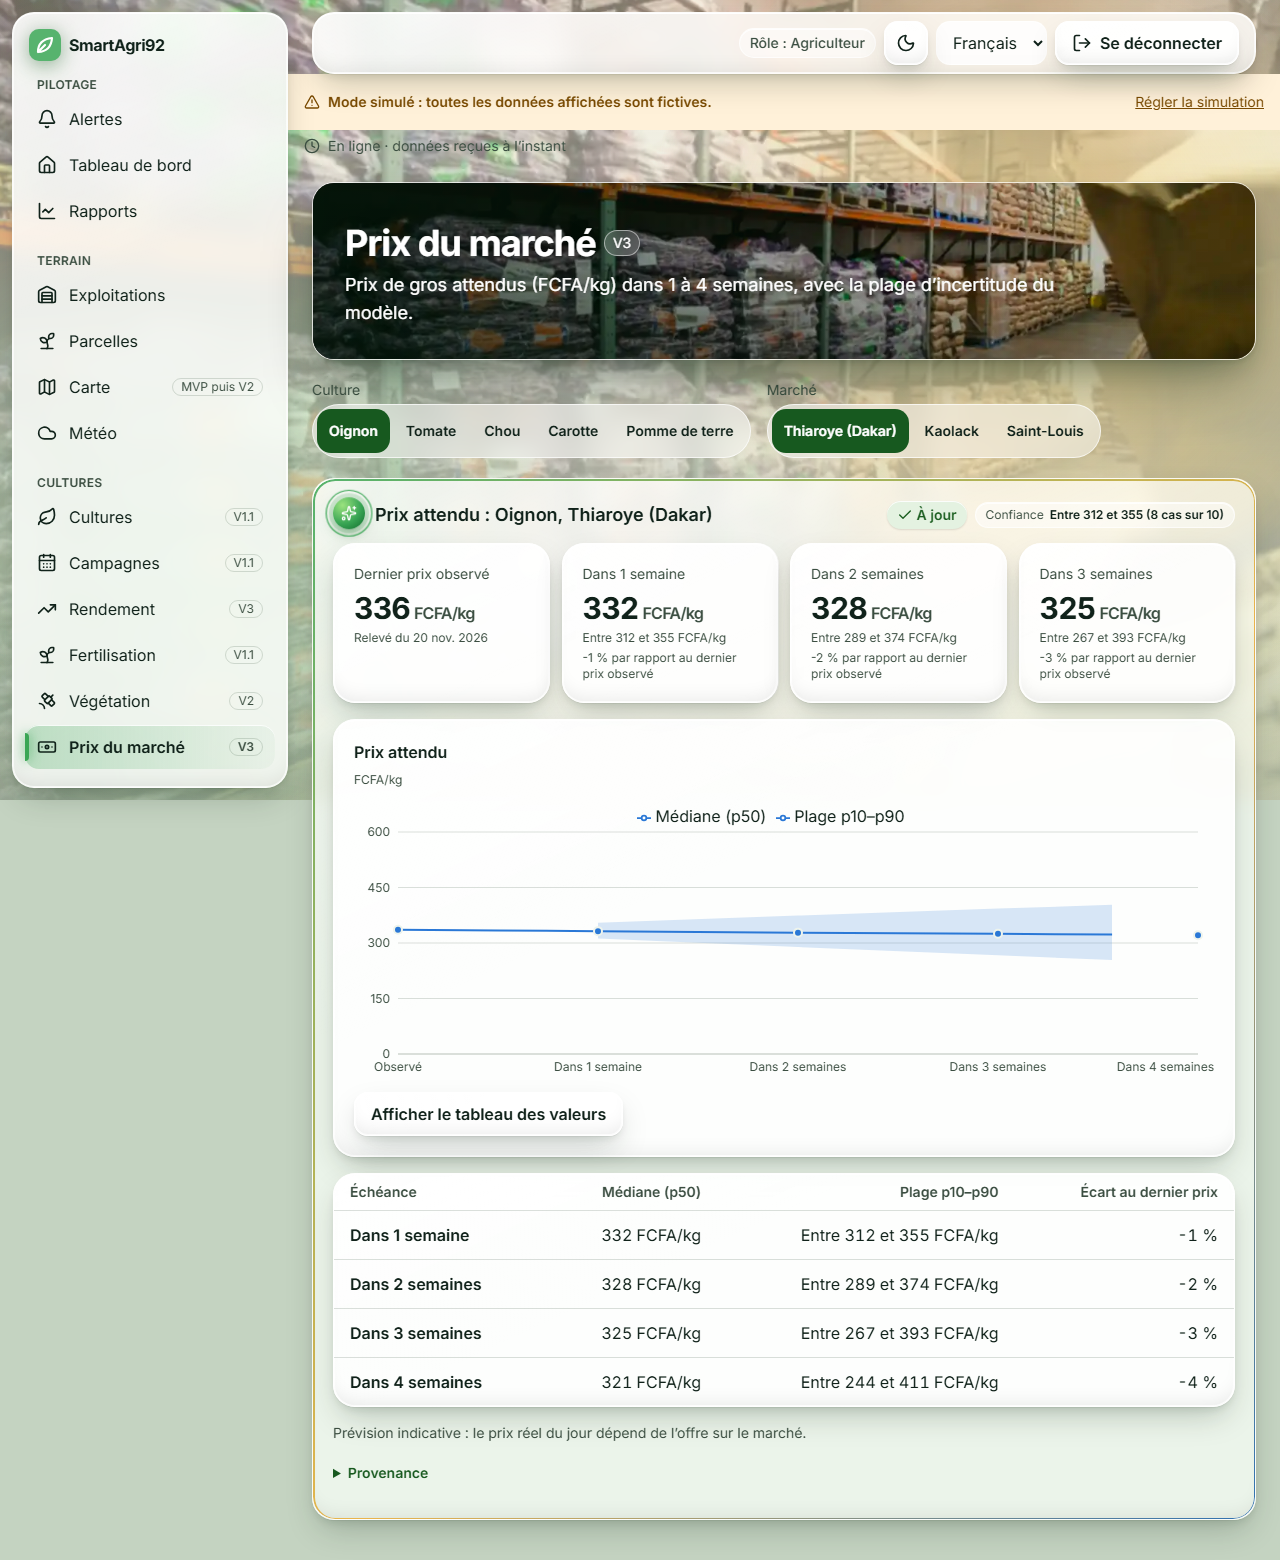 SmartAgri92
PILOTAGE
Alertes
Tableau de bord
Rapports
TERRAIN
Exploitations
Parcelles
Carte MVP puis V2
Météo
CULTURES
Cultures V1.1
Campagnes V1.1
Rendement V3
Fertilisation V1.1
Végétation V2
Prix du marché V3
Rôle : Agriculteur
Français
Se déconnecter
Mode simulé : toutes les données affichées sont fictives.
Régler la simulation
En ligne · données reçues à l’instant
Prix du marché V3
Prix de gros attendus (FCFA/kg) dans 1 à 4 semaines, avec la plage d’incertitude du
modèle.
Culture
Oignon Tomate Chou Carotte Pomme de terre
Marché
Thiaroye (Dakar) Kaolack Saint-Louis
Prix attendu : Oignon, Thiaroye (Dakar)
À jour
Confiance Entre 312 et 355 (8 cas sur 10)
Dernier prix observé
336 FCFA/kg
Relevé du 20 nov. 2026
Dans 1 semaine
332 FCFA/kg
Entre 312 et 355 FCFA/kg
-1 % par rapport au dernier
prix observé
Dans 2 semaines
328 FCFA/kg
Entre 289 et 374 FCFA/kg
-2 % par rapport au dernier
prix observé
Dans 3 semaines
325 FCFA/kg
Entre 267 et 393 FCFA/kg
-3 % par rapport au dernier
prix observé
Prix attendu
FCFA/kg
Médiane (p50) Plage p10–p90
600
450
300
150
0
Observé Dans 1 semaine Dans 2 semaines Dans 3 semaines Dans 4 semaines
Afficher le tableau des valeurs
Échéance Médiane (p50) Plage p10–p90 Écart au dernier prix
Dans 1 semaine 332 FCFA/kg Entre 312 et 355 FCFA/kg -1 %
Dans 2 semaines 328 FCFA/kg Entre 289 et 374 FCFA/kg -2 %
Dans 3 semaines 325 FCFA/kg Entre 267 et 393 FCFA/kg -3 %
Dans 4 semaines 321 FCFA/kg Entre 244 et 411 FCFA/kg -4 %
Prévision indicative : le prix réel du jour dépend de l’offre sur le marché.
Provenance